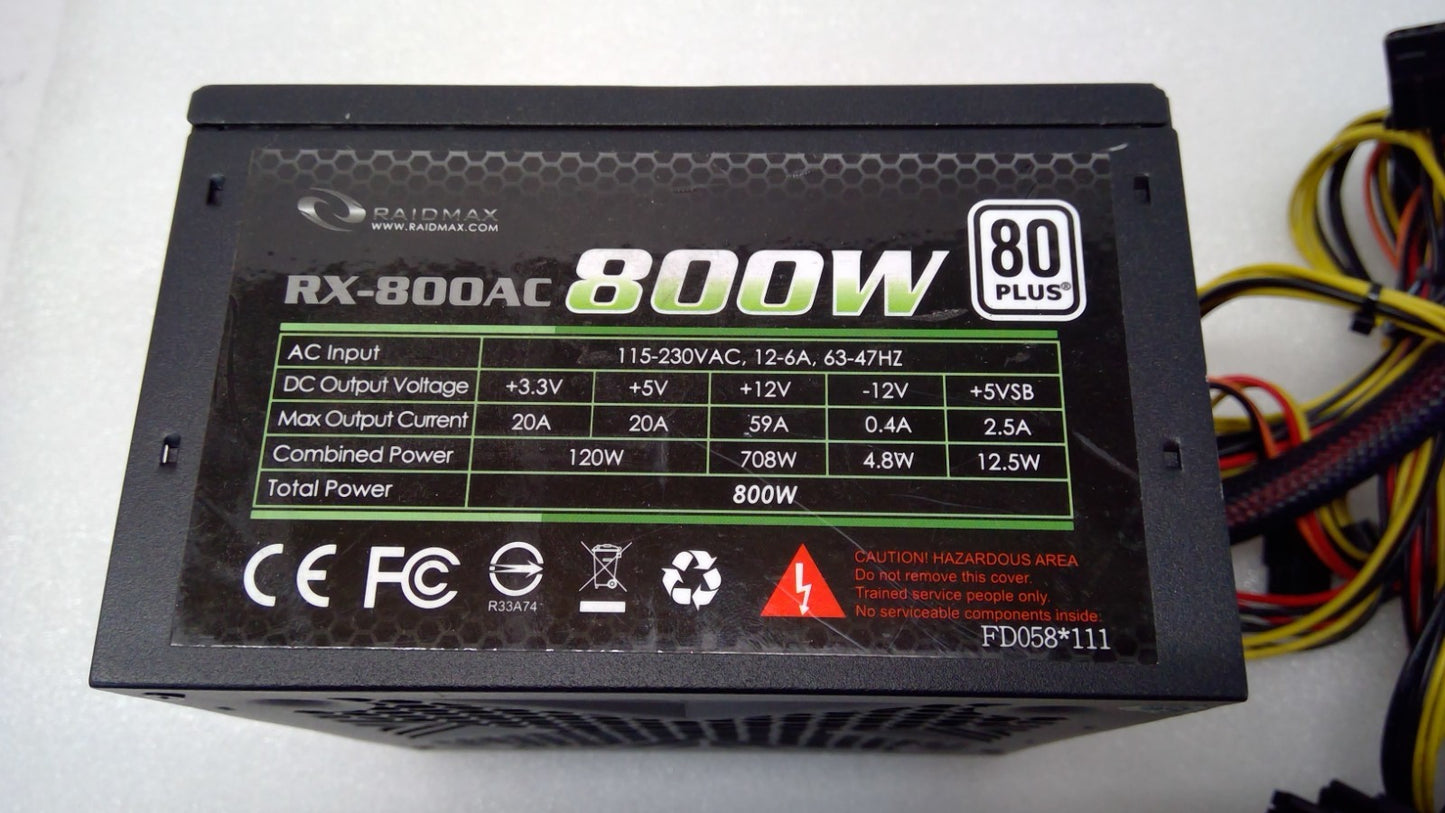 RAIDMAX
WWW.RAIDMAX.COM
RX-800AC 800W
80 PLUS®
AC Input 115-230VAC, 12-6A, 63-47HZ
DC Output Voltage +3.3V +5V +12V -12V +5VSB
Max Output Current 20A 20A 59A 0.4A 2.5A
Combined Power 120W 708W 4.8W 12.5W
Total Power 800W
CE FC
R33A74
CAUTION! HAZARDOUS AREA
Do not remove this cover.
Trained service people only.
No serviceable components inside:
FD058*111